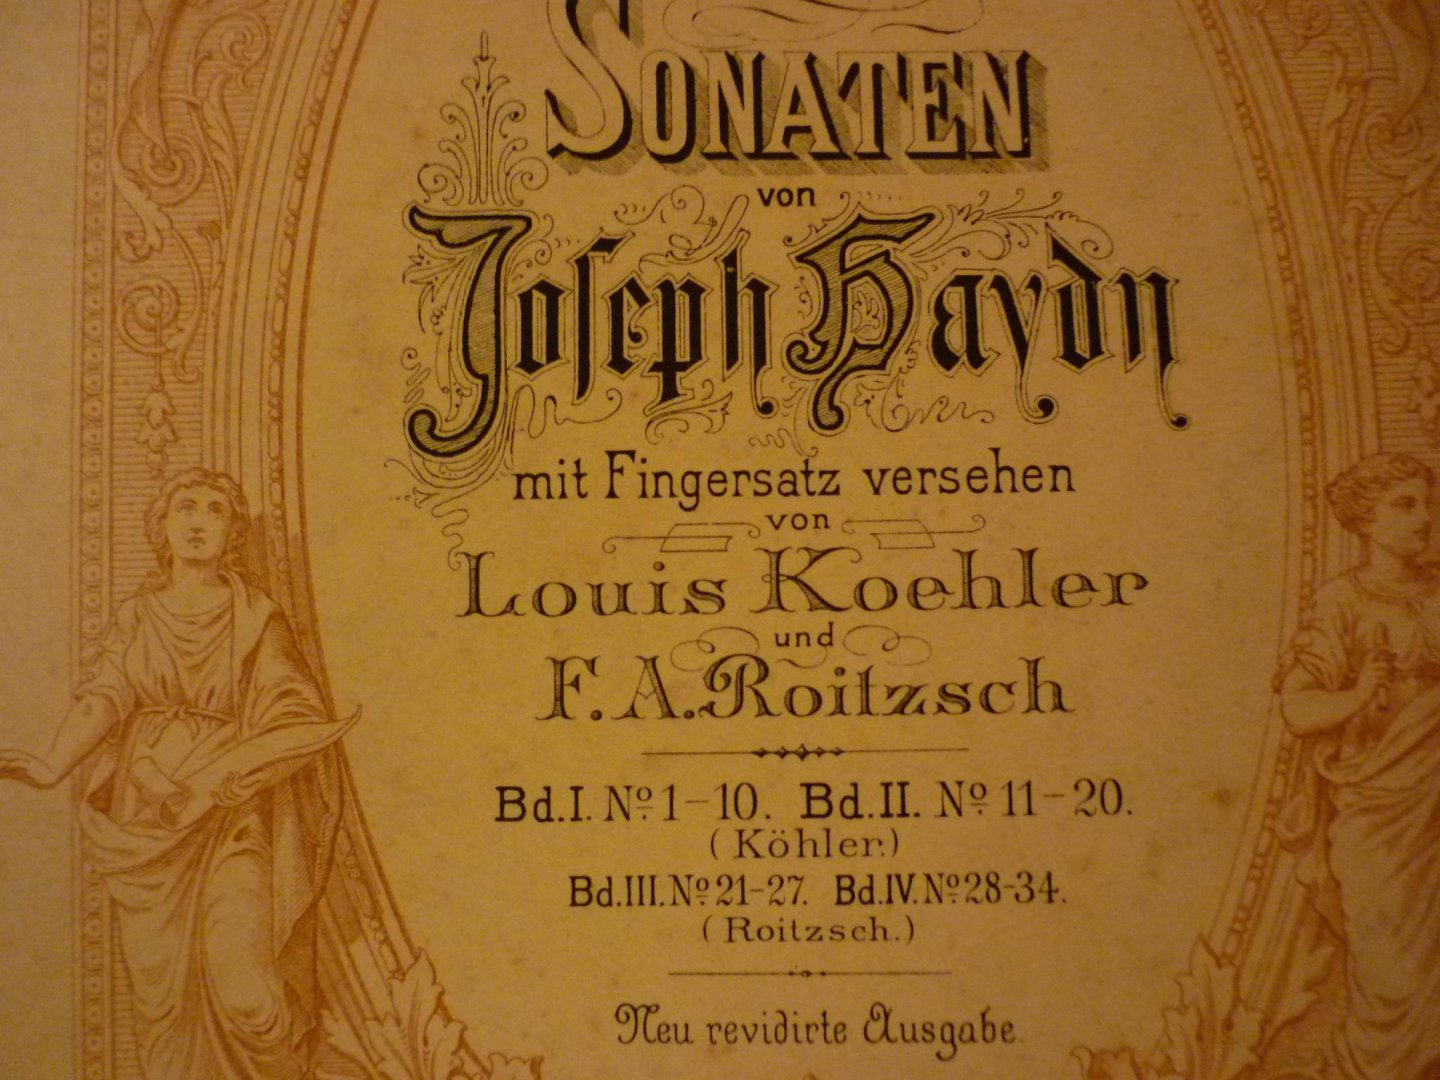 SONATEN
von
Joseph Haydn
mit Fingersatz versehen
von
Louis Koehler
und
F. A. Roitzsch
Bd.I. No. 1-10. Bd.II. No. 11-20.
(Köhler.)
Bd.III. No. 21-27. Bd.IV. No. 28-34.
(Roitzsch.)
Neu revidirte Ausgabe.